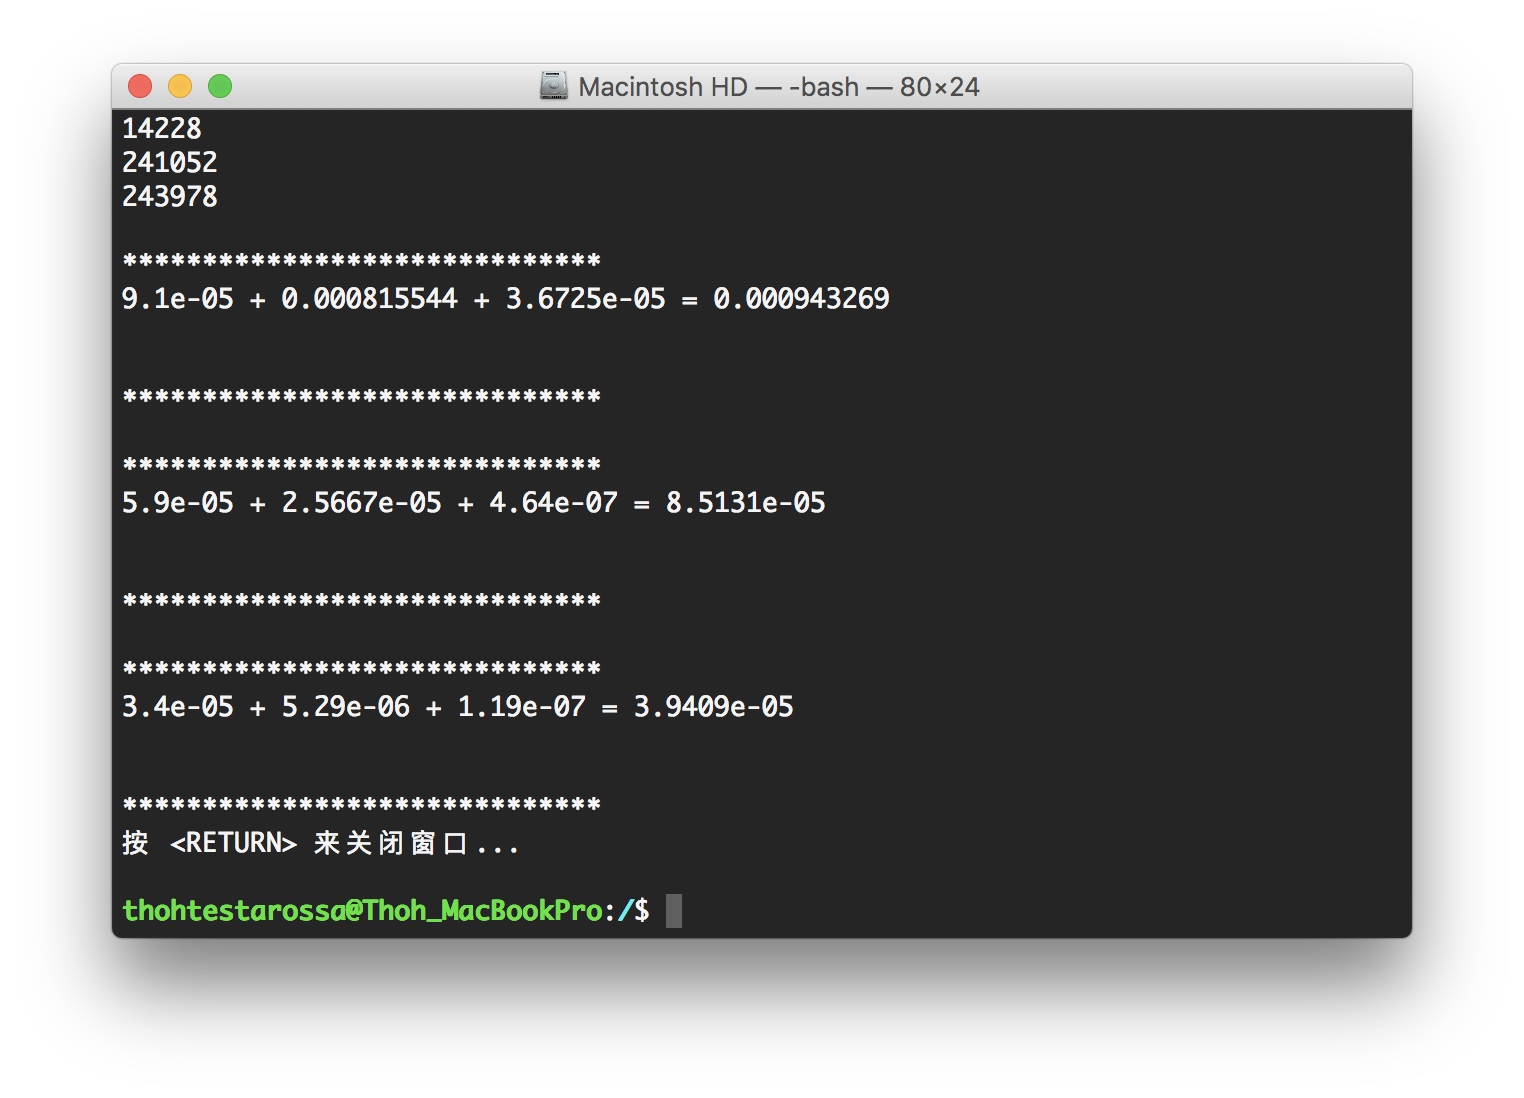 Macintosh HD — -bash — 80×24
14228
241052
243978
******************************
9.1e-05 + 0.000815544 + 3.6725e-05 = 0.000943269
******************************
******************************
5.9e-05 + 2.5667e-05 + 4.64e-07 = 8.5131e-05
******************************
******************************
3.4e-05 + 5.29e-06 + 1.19e-07 = 3.9409e-05
******************************
按 <RETURN> 来关闭窗口...
thohtestarossa@Thoh_MacBookPro:/$